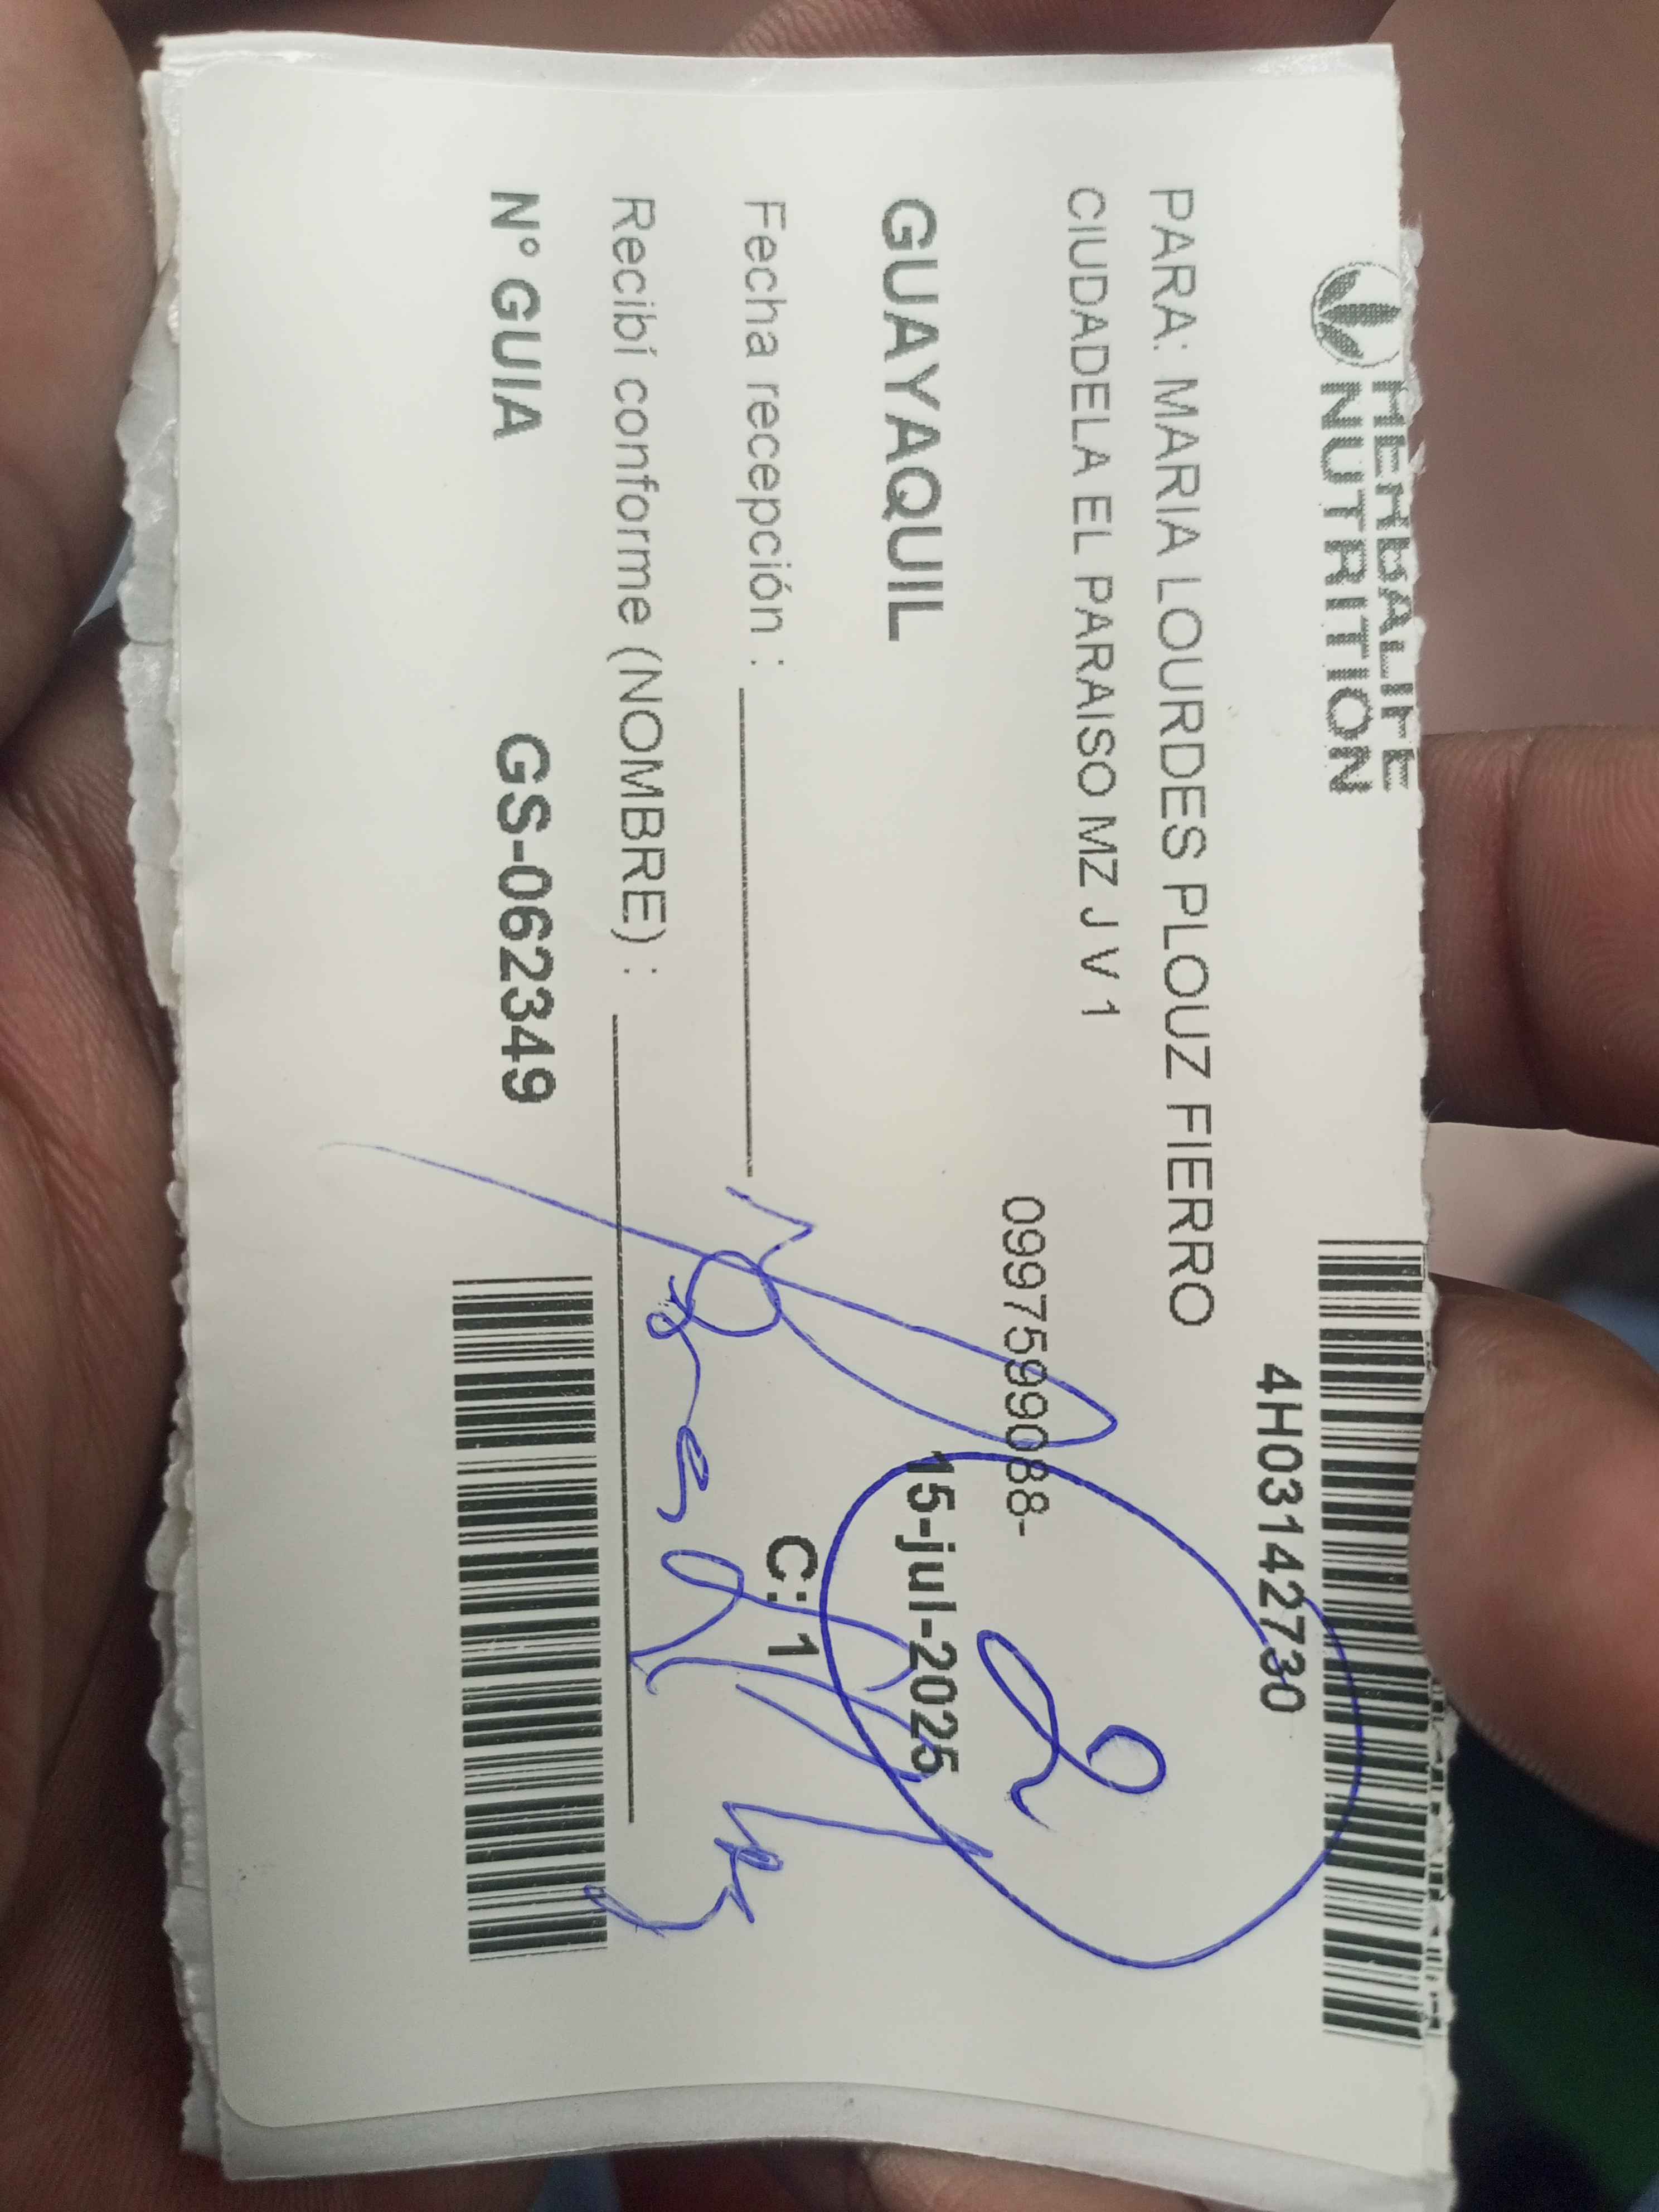 HERBALIFE
NUTRITION
4H03142730
PARA: MARIA LOURDES PLOUZ FIERRO
CIUDADELA EL PARAISO MZ J V 1
0997599088-
GUAYAQUIL
15-jul-2025
Fecha recepción :
C: 1
Recibí conforme (NOMBRE) :
N° GUIA GS-062349